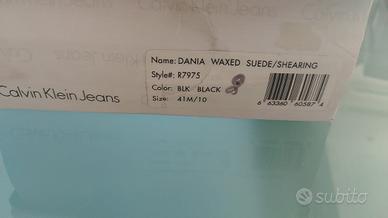 Name: DANIA WAXED SUEDE/SHEARING
Style#: R7975
Color: BLK BLACK
Size: 41M/10
6 63360 60587 4
Calvin Klein Jeans
subito